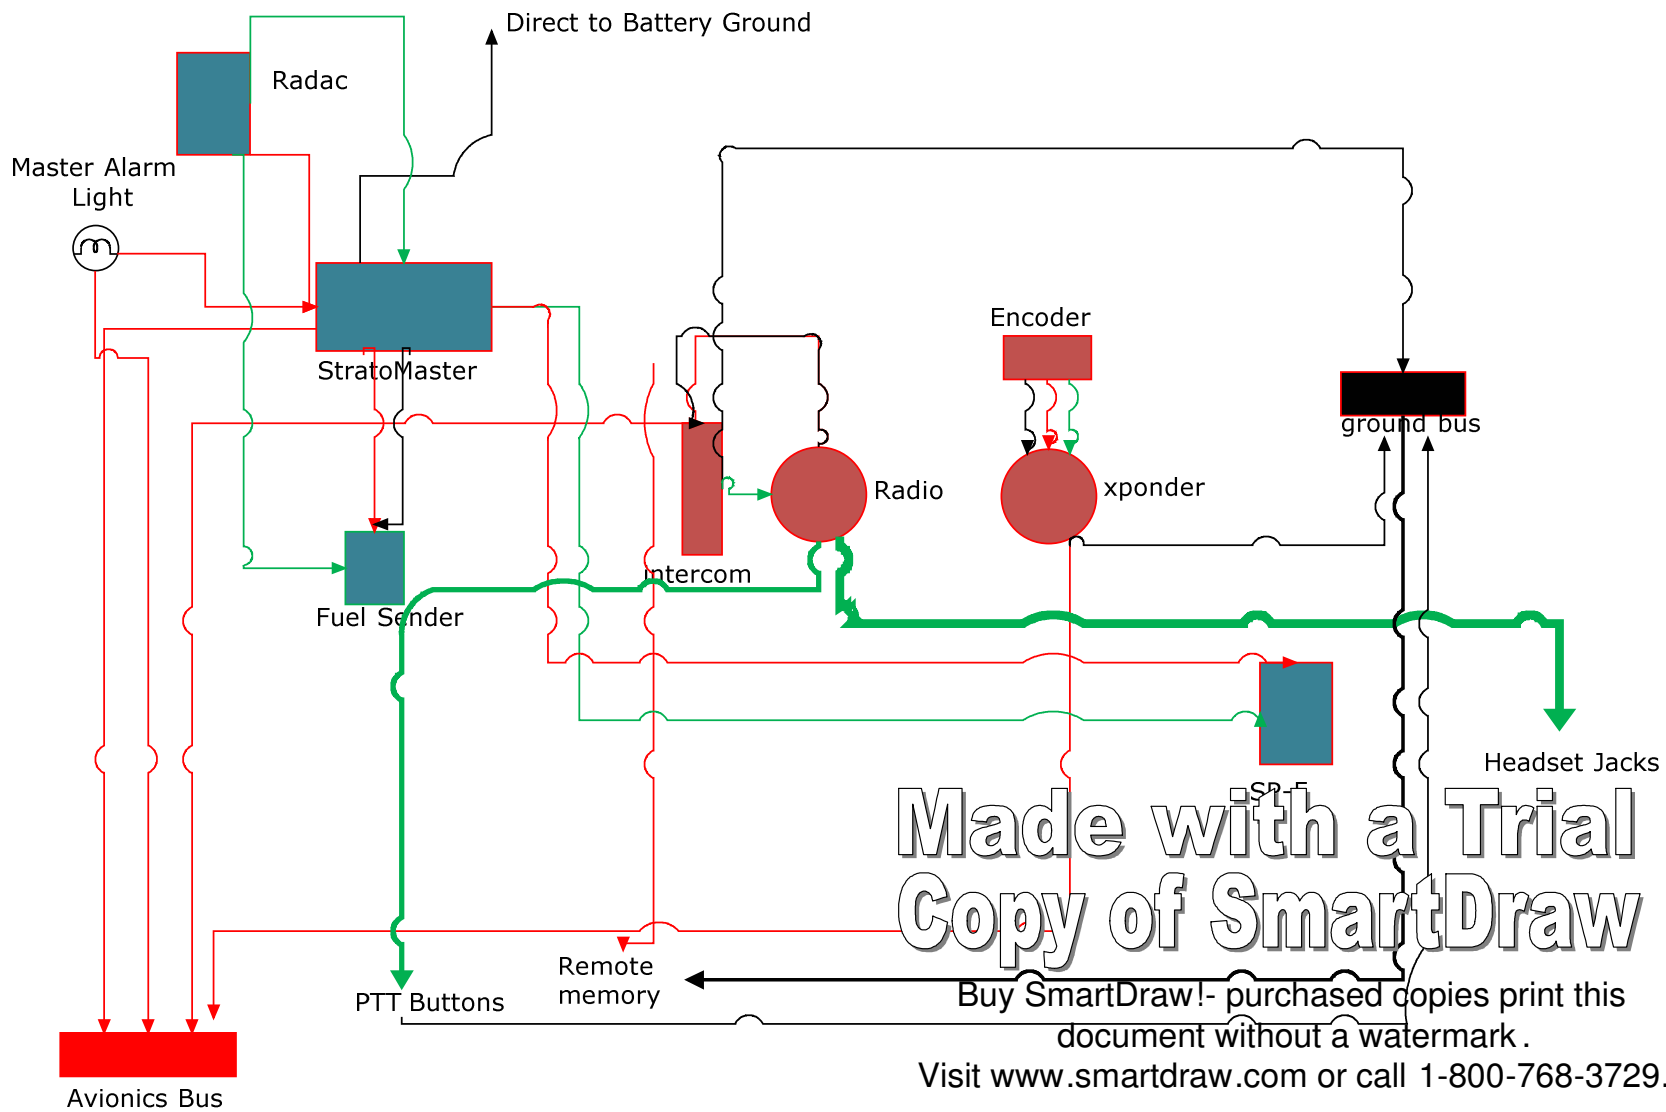 Direct to Battery Ground
Radac
Master Alarm
Light
Encoder
StratoMaster
ground bus
Radio
xponder
intercom
Fuel Sender
Headset Jacks
SP-5
Made with a Trial
Copy of SmartDraw
Remote
memory
PTT Buttons
Buy SmartDraw!- purchased copies print this
document without a watermark .
Visit www.smartdraw.com or call 1-800-768-3729.
Avionics Bus